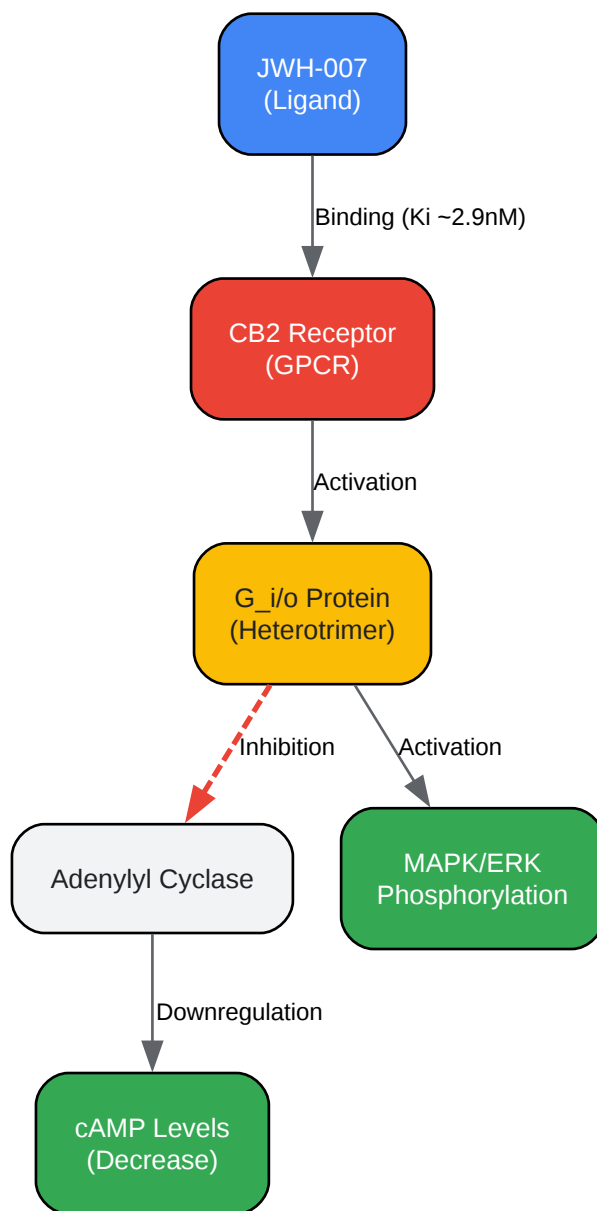 JWH-007
(Ligand)
Binding (Ki ~2.9nM)
CB2 Receptor
(GPCR)
Activation
G_i/o Protein
(Heterotrimer)
Inhibition
Activation
Adenylyl Cyclase
MAPK/ERK
Phosphorylation
Downregulation
cAMP Levels
(Decrease)